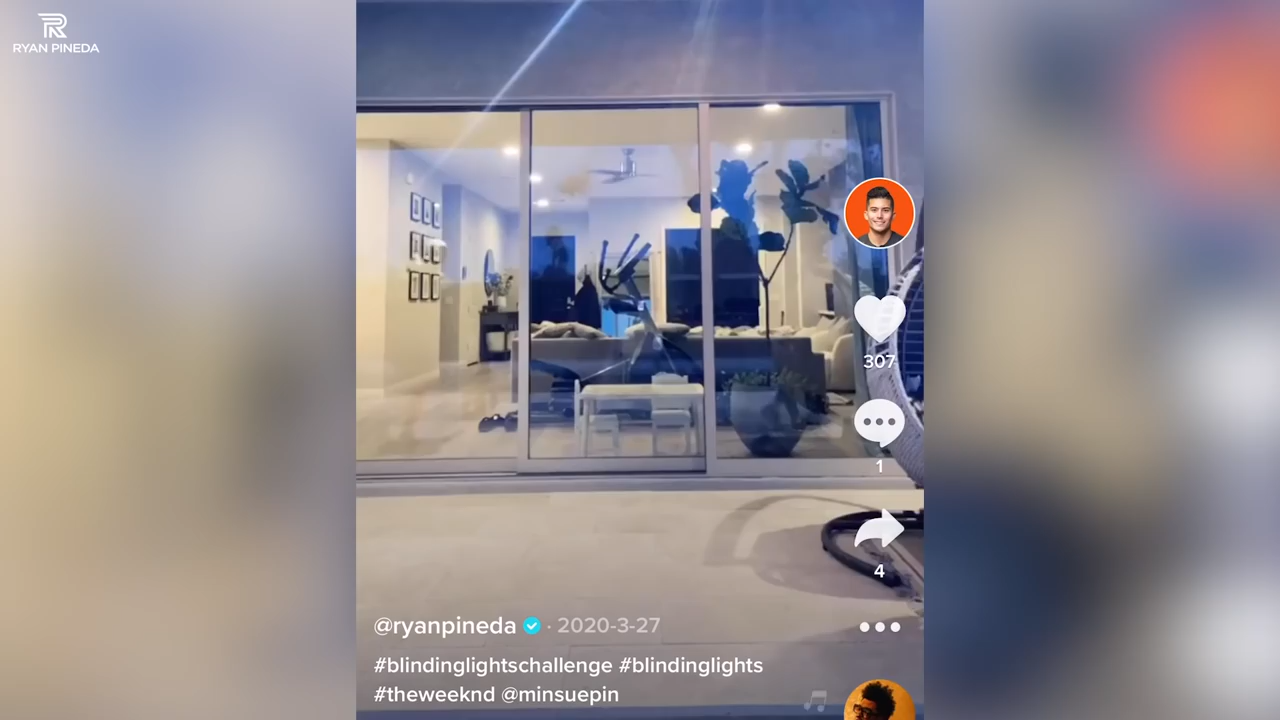 RYAN PINEDA
307
1
4
@ryanpineda · 2020-3-27
#blindinglightschallenge #blindinglights
#theweeknd @minsuepin